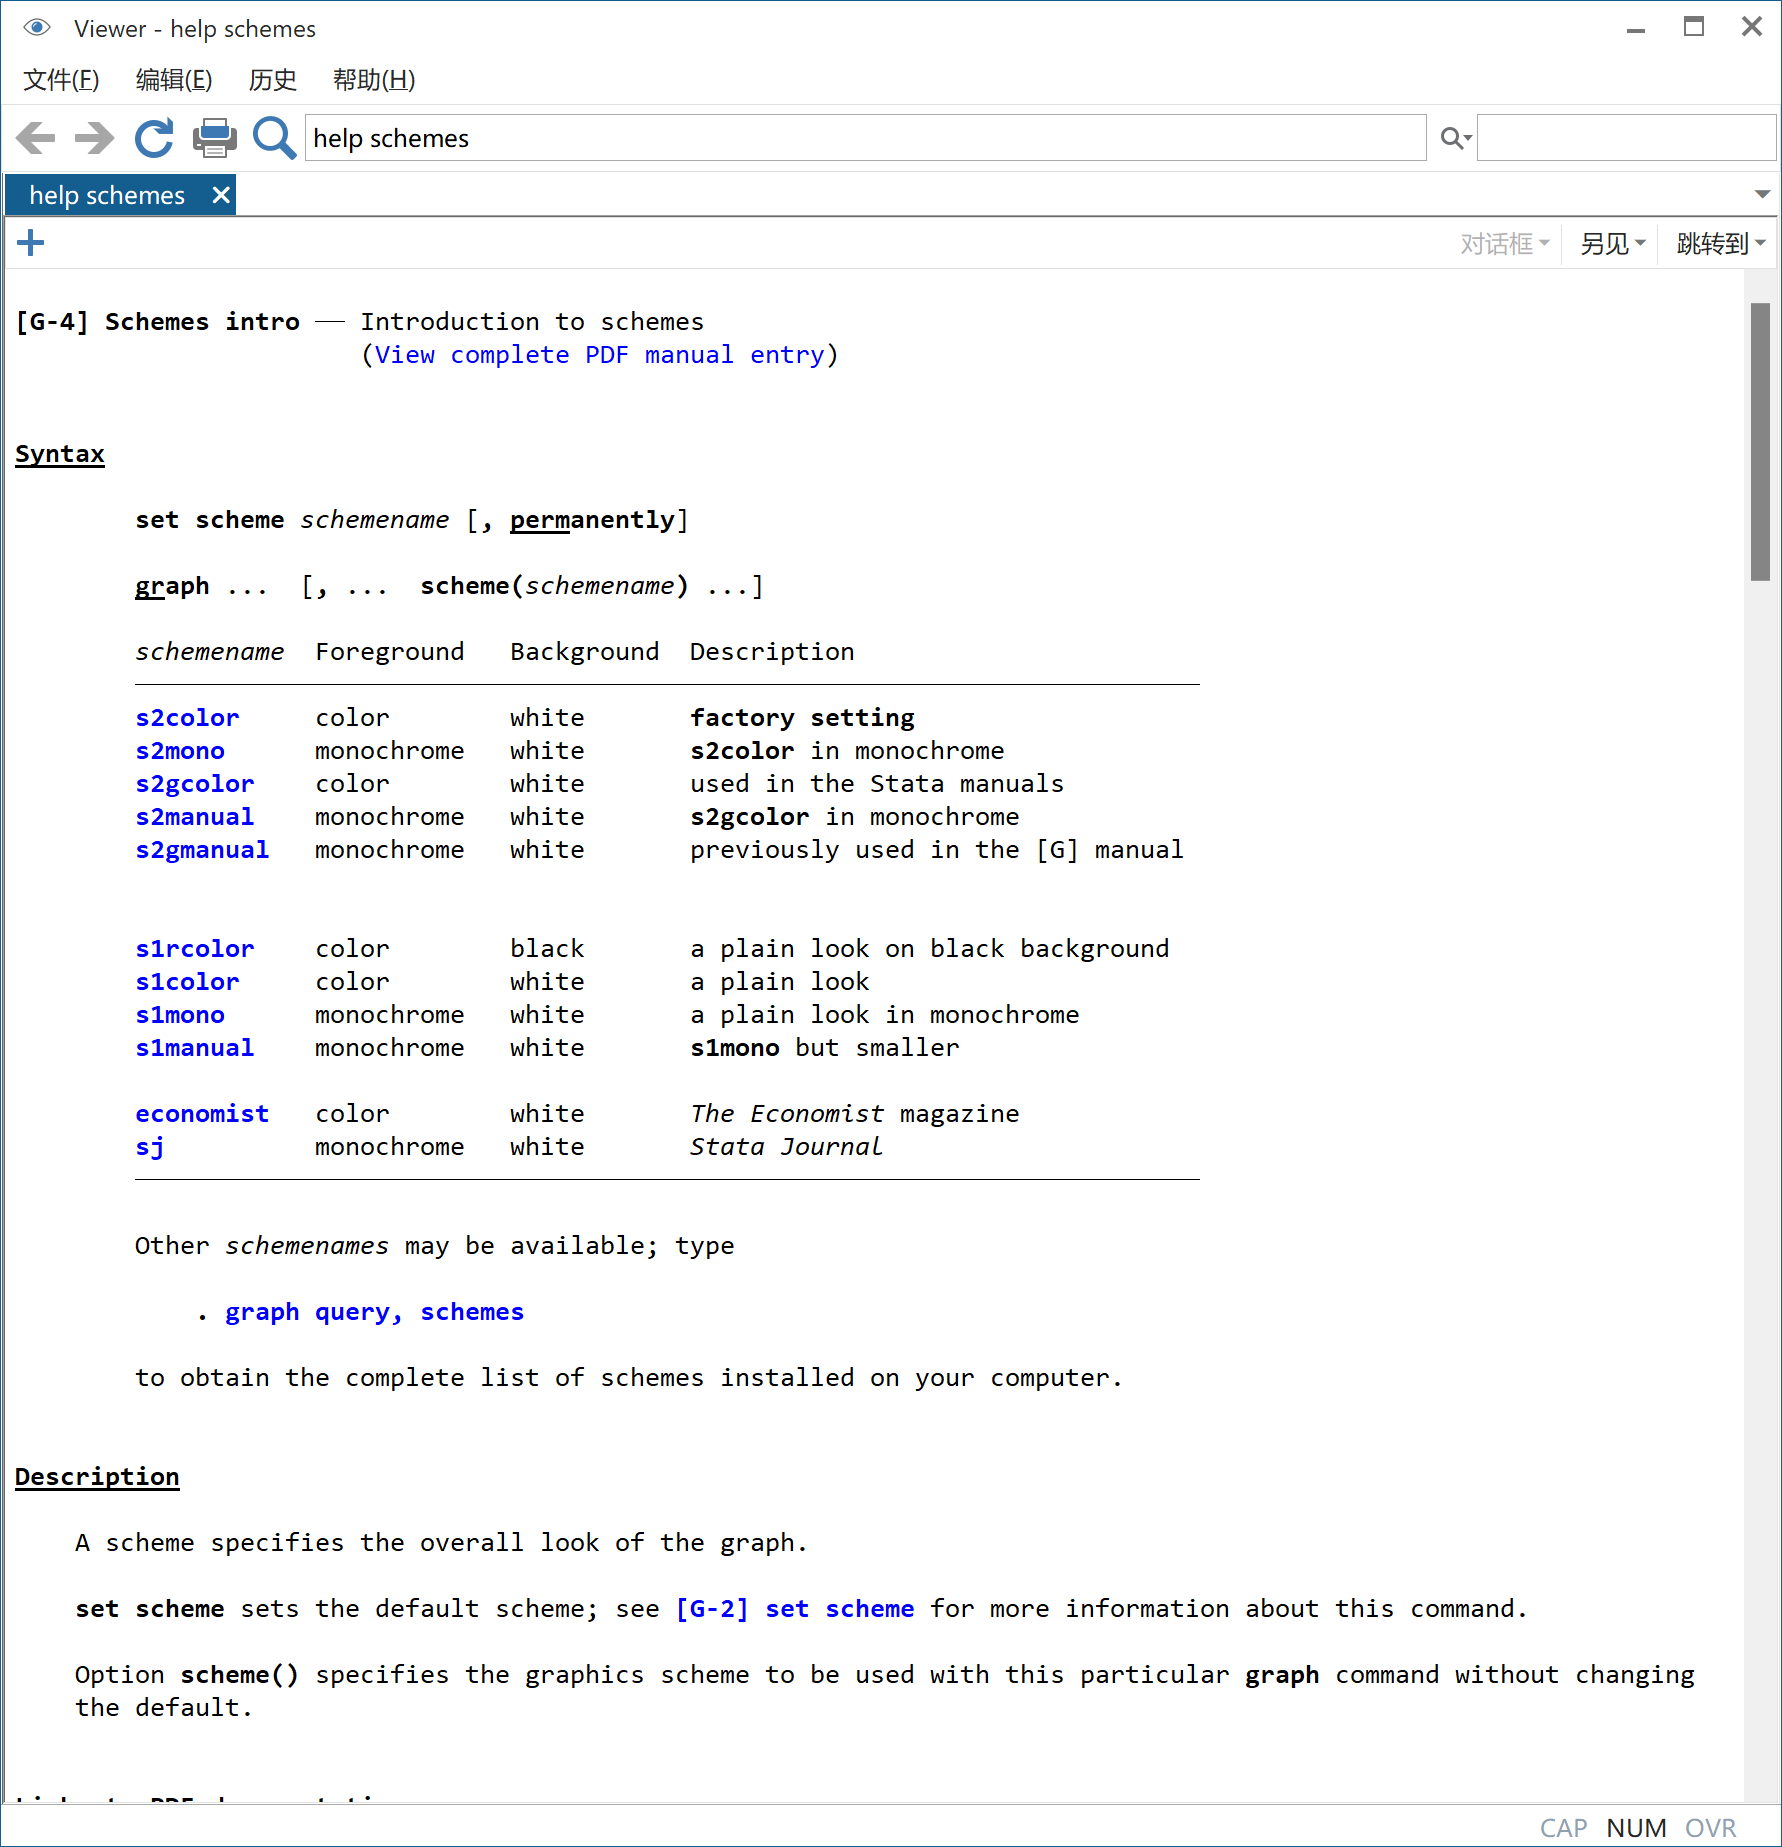 Viewer - help schemes
文件(F) 编辑(E) 历史 帮助(H)
help schemes
help schemes
对话框 另见 跳转到
[G-4] Schemes intro — Introduction to schemes
(View complete PDF manual entry)
Syntax
set scheme schemename [, permanently]
graph ... [, ... scheme(schemename) ...]
schemename Foreground Background Description
s2color color white factory setting
s2mono monochrome white s2color in monochrome
s2gcolor color white used in the Stata manuals
s2manual monochrome white s2gcolor in monochrome
s2gmanual monochrome white previously used in the [G] manual
s1rcolor color black a plain look on black background
s1color color white a plain look
s1mono monochrome white a plain look in monochrome
s1manual monochrome white s1mono but smaller
economist color white The Economist magazine
sj monochrome white Stata Journal
Other schemenames may be available; type
. graph query, schemes
to obtain the complete list of schemes installed on your computer.
Description
A scheme specifies the overall look of the graph.
set scheme sets the default scheme; see [G-2] set scheme for more information about this command.
Option scheme() specifies the graphics scheme to be used with this particular graph command without changing
the default.
CAP NUM OVR